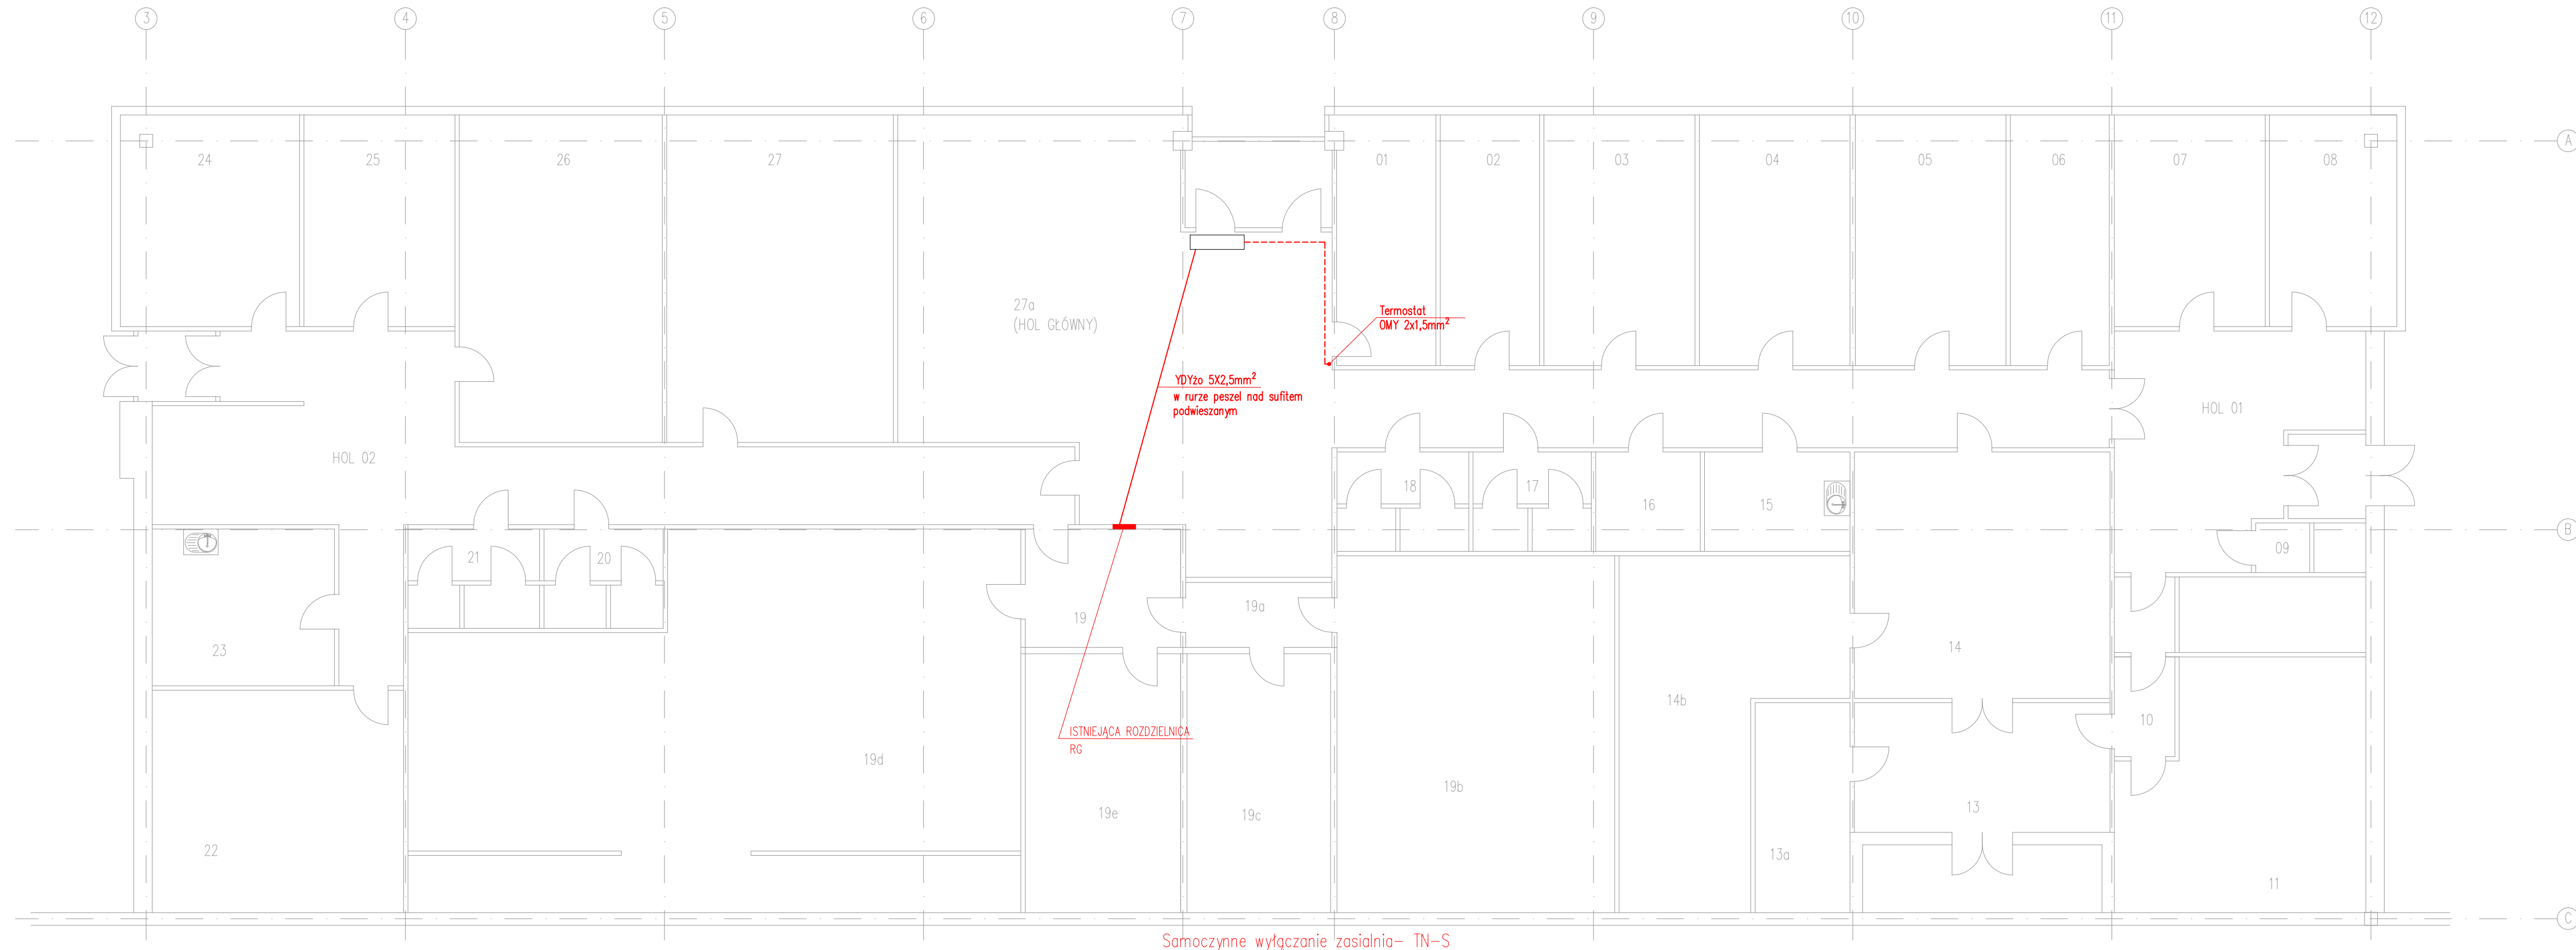 3 4 5 6 7 8 9 10 11 12
A
24 25 26 27 01 02 03 04 05 06 07 08
27a
(HOL GŁÓWNY)
Termostat
OMY 2x1,5mm²
YDYżo 5X2,5mm²
w rurze peszel nad sufitem
podwieszanym
HOL 01
HOL 02
18 17 16 15
B
21 20 09
19a
19
23 14
14b
10
ISTNIEJĄCA ROZDZIELNICA
RG
19d
19b
19e 19c 13
22 13a
11
C
Samoczynne wyłączanie zasialnia– TN–S